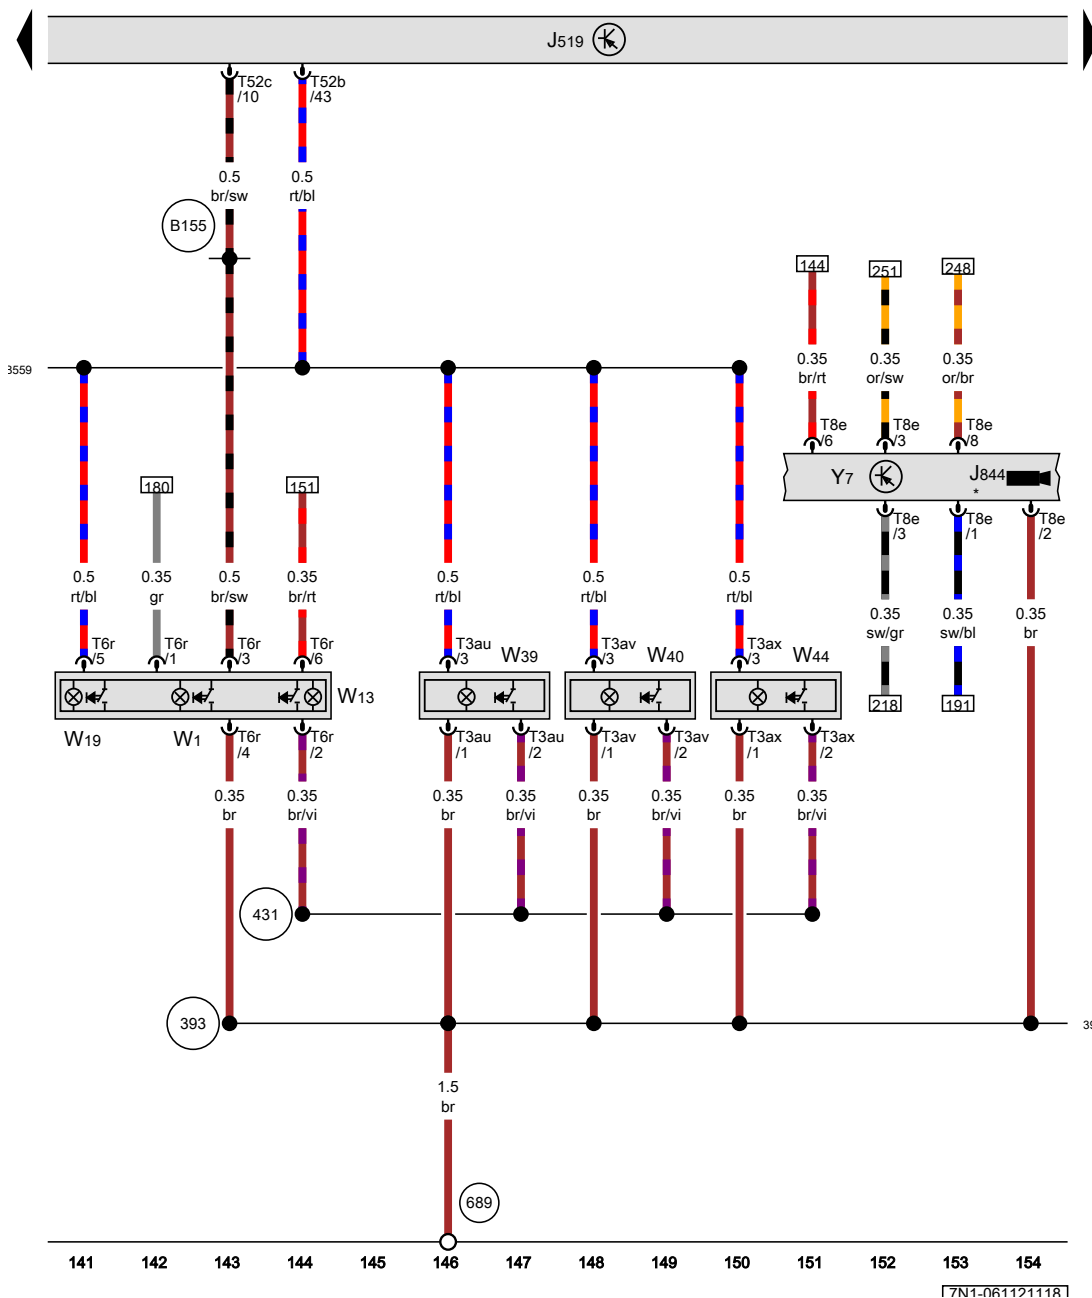 J519
T52c
/10
T52b
/43
0.5
br/sw
0.5
rt/bl
B155
144
251
248
0.35
br/rt
0.35
or/sw
0.35
or/br
3559
T8e
/6
T8e
/3
T8e
/8
Y7
J844
*
180
151
T8e
/3
T8e
/1
T8e
/2
0.5
rt/bl
0.35
gr
0.5
br/sw
0.35
br/rt
0.5
rt/bl
0.5
rt/bl
0.5
rt/bl
0.35
sw/gr
0.35
sw/bl
0.35
br
T6r
/5
T6r
/1
T6r
/3
T6r
/6
T3au
/3
W39
T3av
/3
W40
T3ax
/3
W44
W13
218
191
W19
W1
T6r
/4
T6r
/2
T3au
/1
T3au
/2
T3av
/1
T3av
/2
T3ax
/1
T3ax
/2
0.35
br
0.35
br/vi
0.35
br
0.35
br/vi
0.35
br
0.35
br/vi
0.35
br
0.35
br/vi
431
393
39
1.5
br
689
141 142 143 144 145 146 147 148 149 150 151 152 153 154
7N1-061121118